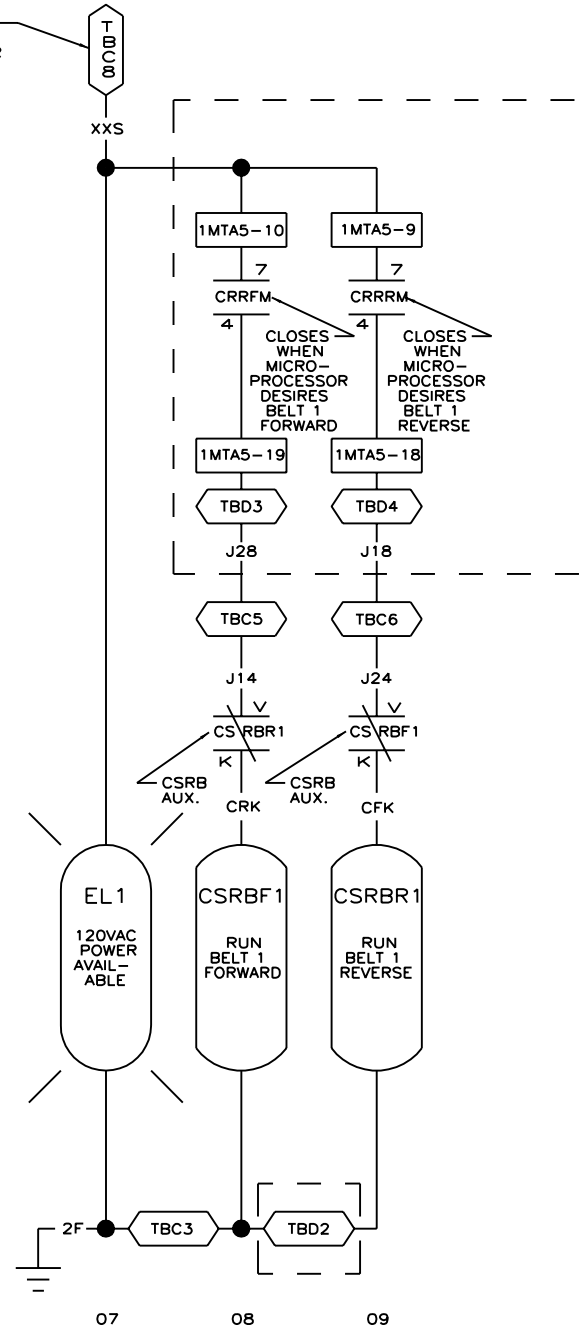 2
TBC8
XXS
1MTA5-10
1MTA5-9
7
7
CRRFM
CRRRM
4
4
CLOSES
WHEN
MICRO-
PROCESSOR
DESIRES
BELT 1
FORWARD
CLOSES
WHEN
MICRO-
PROCESSOR
DESIRES
BELT 1
REVERSE
1MTA5-19
1MTA5-18
TBD3
TBD4
J28
J18
TBC5
TBC6
J14
J24
V
V
CS RBR1
CS RBF1
K
K
CSRB
AUX.
CSRB
AUX.
CRK
CFK
EL1
120VAC
POWER
AVAIL-
ABLE
CSRBF1
RUN
BELT 1
FORWARD
CSRBR1
RUN
BELT 1
REVERSE
2F
TBC3
TBD2
07
08
09